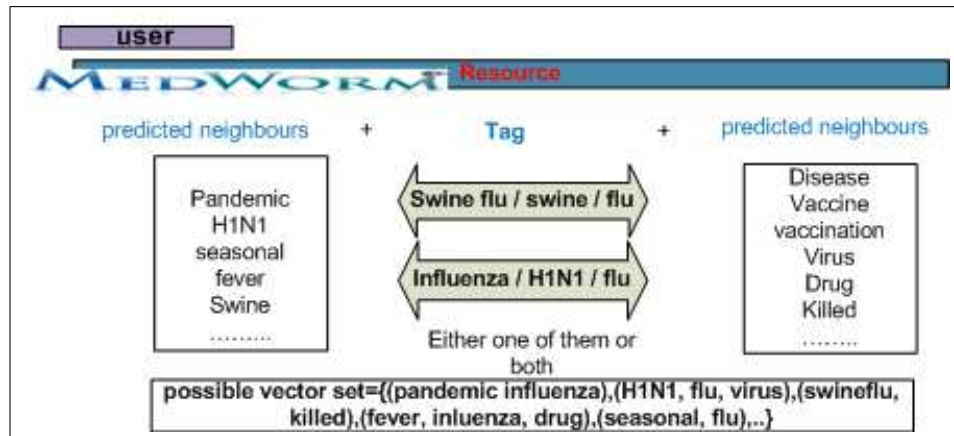 user
Resource
MEDWORM
predicted neighbours + Tag + predicted neighbours
Pandemic
H1N1
seasonal
fever
Swine
.........
Swine flu / swine / flu
Influenza / H1N1 / flu
Either one of them or
both
Disease
Vaccine
vaccination
Virus
Drug
Killed
........
possible vector set={(pandemic influenza),(H1N1, flu, virus),(swineflu,
killed),(fever, inluenza, drug),(seasonal, flu),..}